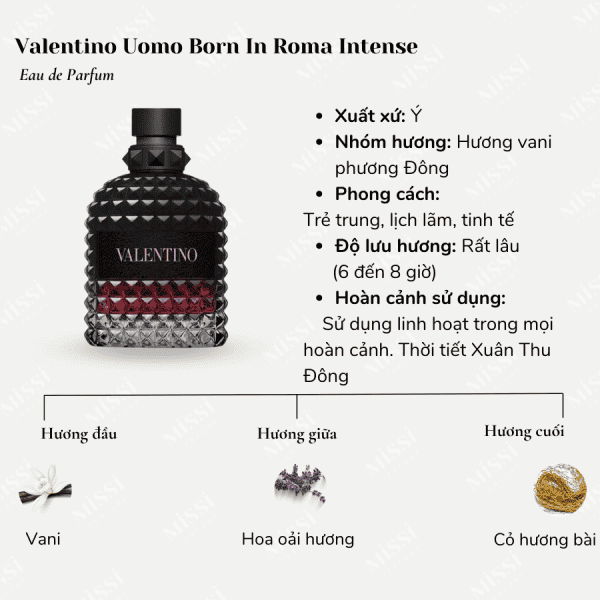 Valentino Uomo Born In Roma Intense
Eau de Parfum
VALENTINO
• Xuất xứ: Ý
• Nhóm hương: Hương vani
phương Đông
• Phong cách:
Trẻ trung, lịch lãm, tinh tế
• Độ lưu hương: Rất lâu
(6 đến 8 giờ)
• Hoàn cảnh sử dụng:
Sử dụng linh hoạt trong mọi
hoàn cảnh. Thời tiết Xuân Thu
Đông
Hương đầu
Hương giữa
Hương cuối
Vani
Hoa oải hương
Cỏ hương bài
MISSI